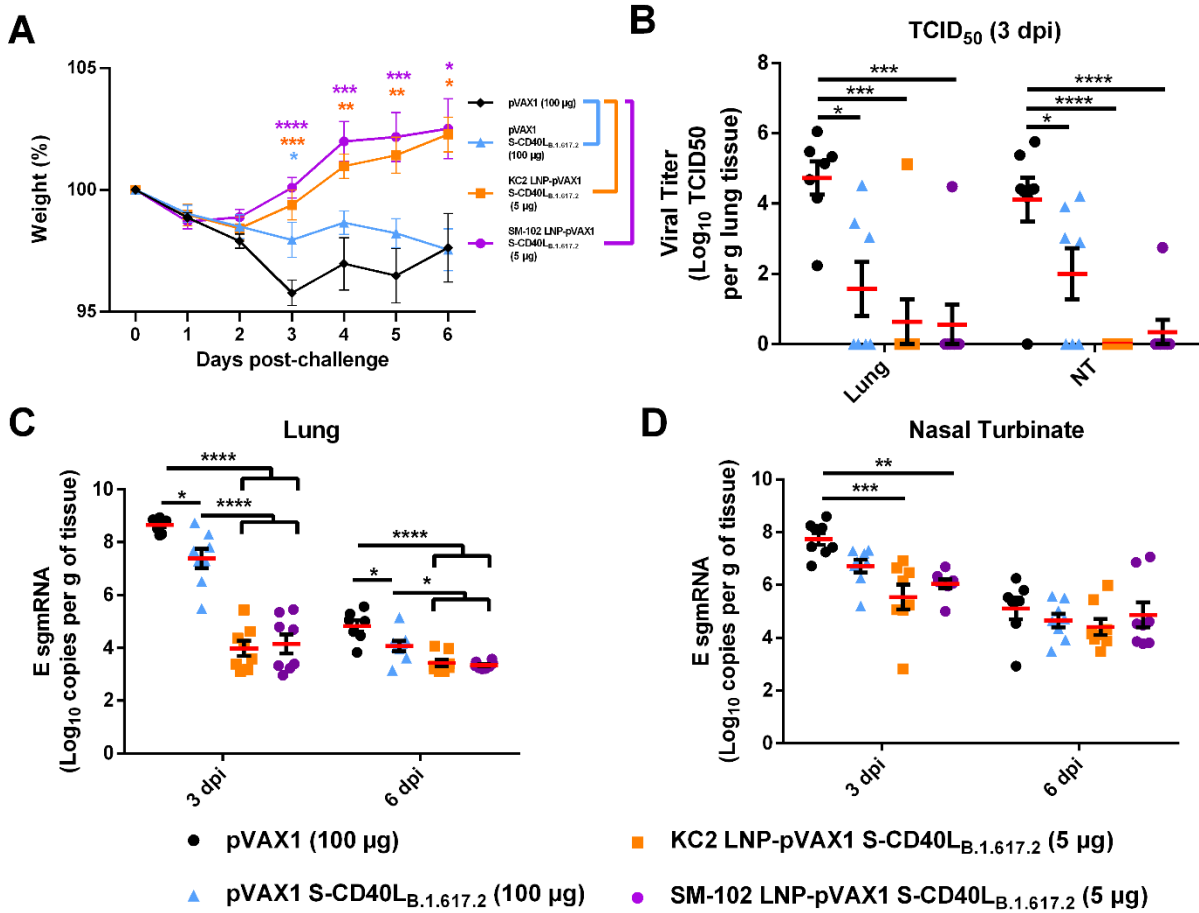 A
105
100
95
Weight (%)
0 1 2 3 4 5 6
Days post-challenge
**** *** *** *
*** ** ** *
*
pVAX1 (100 µg)
pVAX1
S-CD40L_B.1.617.2
(100 µg)
KC2 LNP-pVAX1
S-CD40L_B.1.617.2
(5 µg)
SM-102 LNP-pVAX1
S-CD40L_B.1.617.2
(5 µg)
B
TCID50 (3 dpi)
8
6
4
2
0
Viral Titer
(Log10 TCID50
per g lung tissue)
*** ****
*** ****
* *
Lung NT
C
Lung
10
8
6
4
2
0
E sgmRNA
(Log10 copies per g of tissue)
****
* ****
****
* *
3 dpi 6 dpi
D
Nasal Turbinate
10
8
6
4
2
0
E sgmRNA
(Log10 copies per g of tissue)
**
***
3 dpi 6 dpi
pVAX1 (100 µg)
KC2 LNP-pVAX1 S-CD40L_B.1.617.2 (5 µg)
pVAX1 S-CD40L_B.1.617.2 (100 µg)
SM-102 LNP-pVAX1 S-CD40L_B.1.617.2 (5 µg)